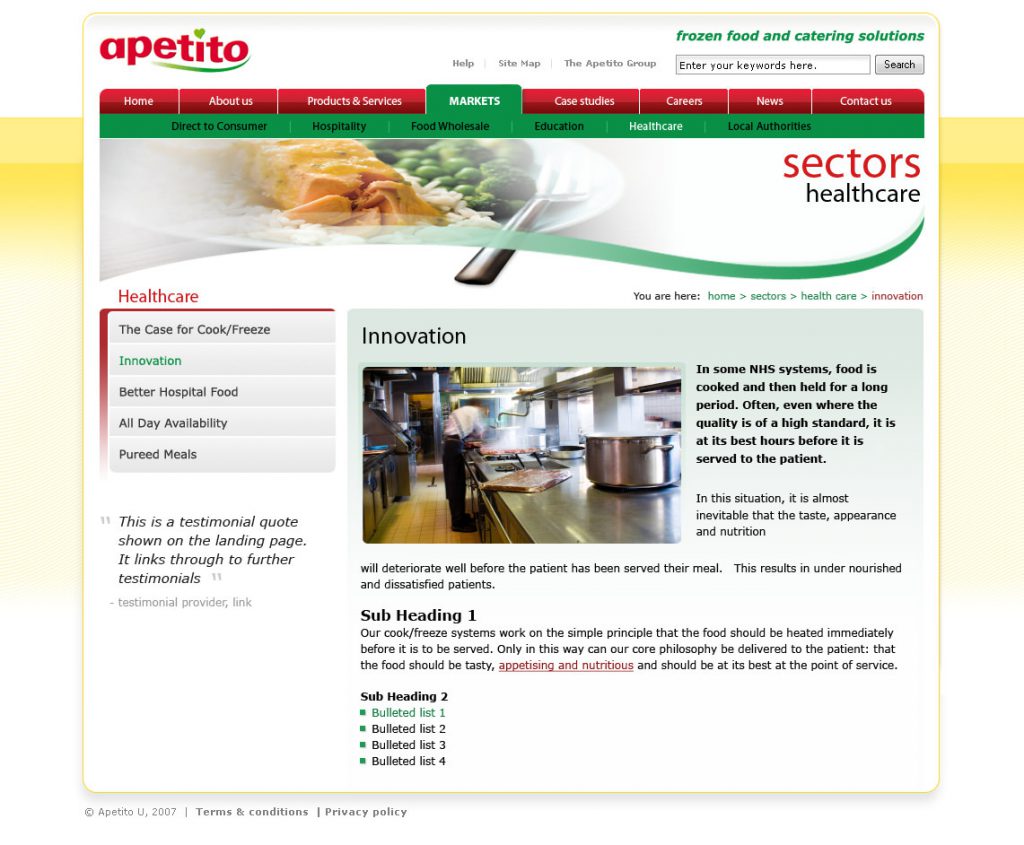 apetito
frozen food and catering solutions
Help | Site Map | The Apetito Group
Enter your keywords here.
Search
Home
About us
Products & Services
MARKETS
Case studies
Careers
News
Contact us
Direct to Consumer | Hospitality | Food Wholesale | Education | Healthcare | Local Authorities
sectors
healthcare
Healthcare
You are here: home > sectors > health care > innovation
The Case for Cook/Freeze
Innovation
Better Hospital Food
All Day Availability
Pureed Meals
" This is a testimonial quote
shown on the landing page.
It links through to further
testimonials "
- testimonial provider, link
Innovation
In some NHS systems, food is
cooked and then held for a long
period. Often, even where the
quality is of a high standard, it is
at its best hours before it is
served to the patient.
In this situation, it is almost
inevitable that the taste, appearance
and nutrition
will deteriorate well before the patient has been served their meal. This results in under nourished
and dissatisfied patients.
Sub Heading 1
Our cook/freeze systems work on the simple principle that the food should be heated immediately
before it is to be served. Only in this way can our core philosophy be delivered to the patient: that
the food should be tasty, appetising and nutritious and should be at its best at the point of service.
Sub Heading 2
Bulleted list 1
Bulleted list 2
Bulleted list 3
Bulleted list 4
© Apetito U, 2007 | Terms & conditions | Privacy policy